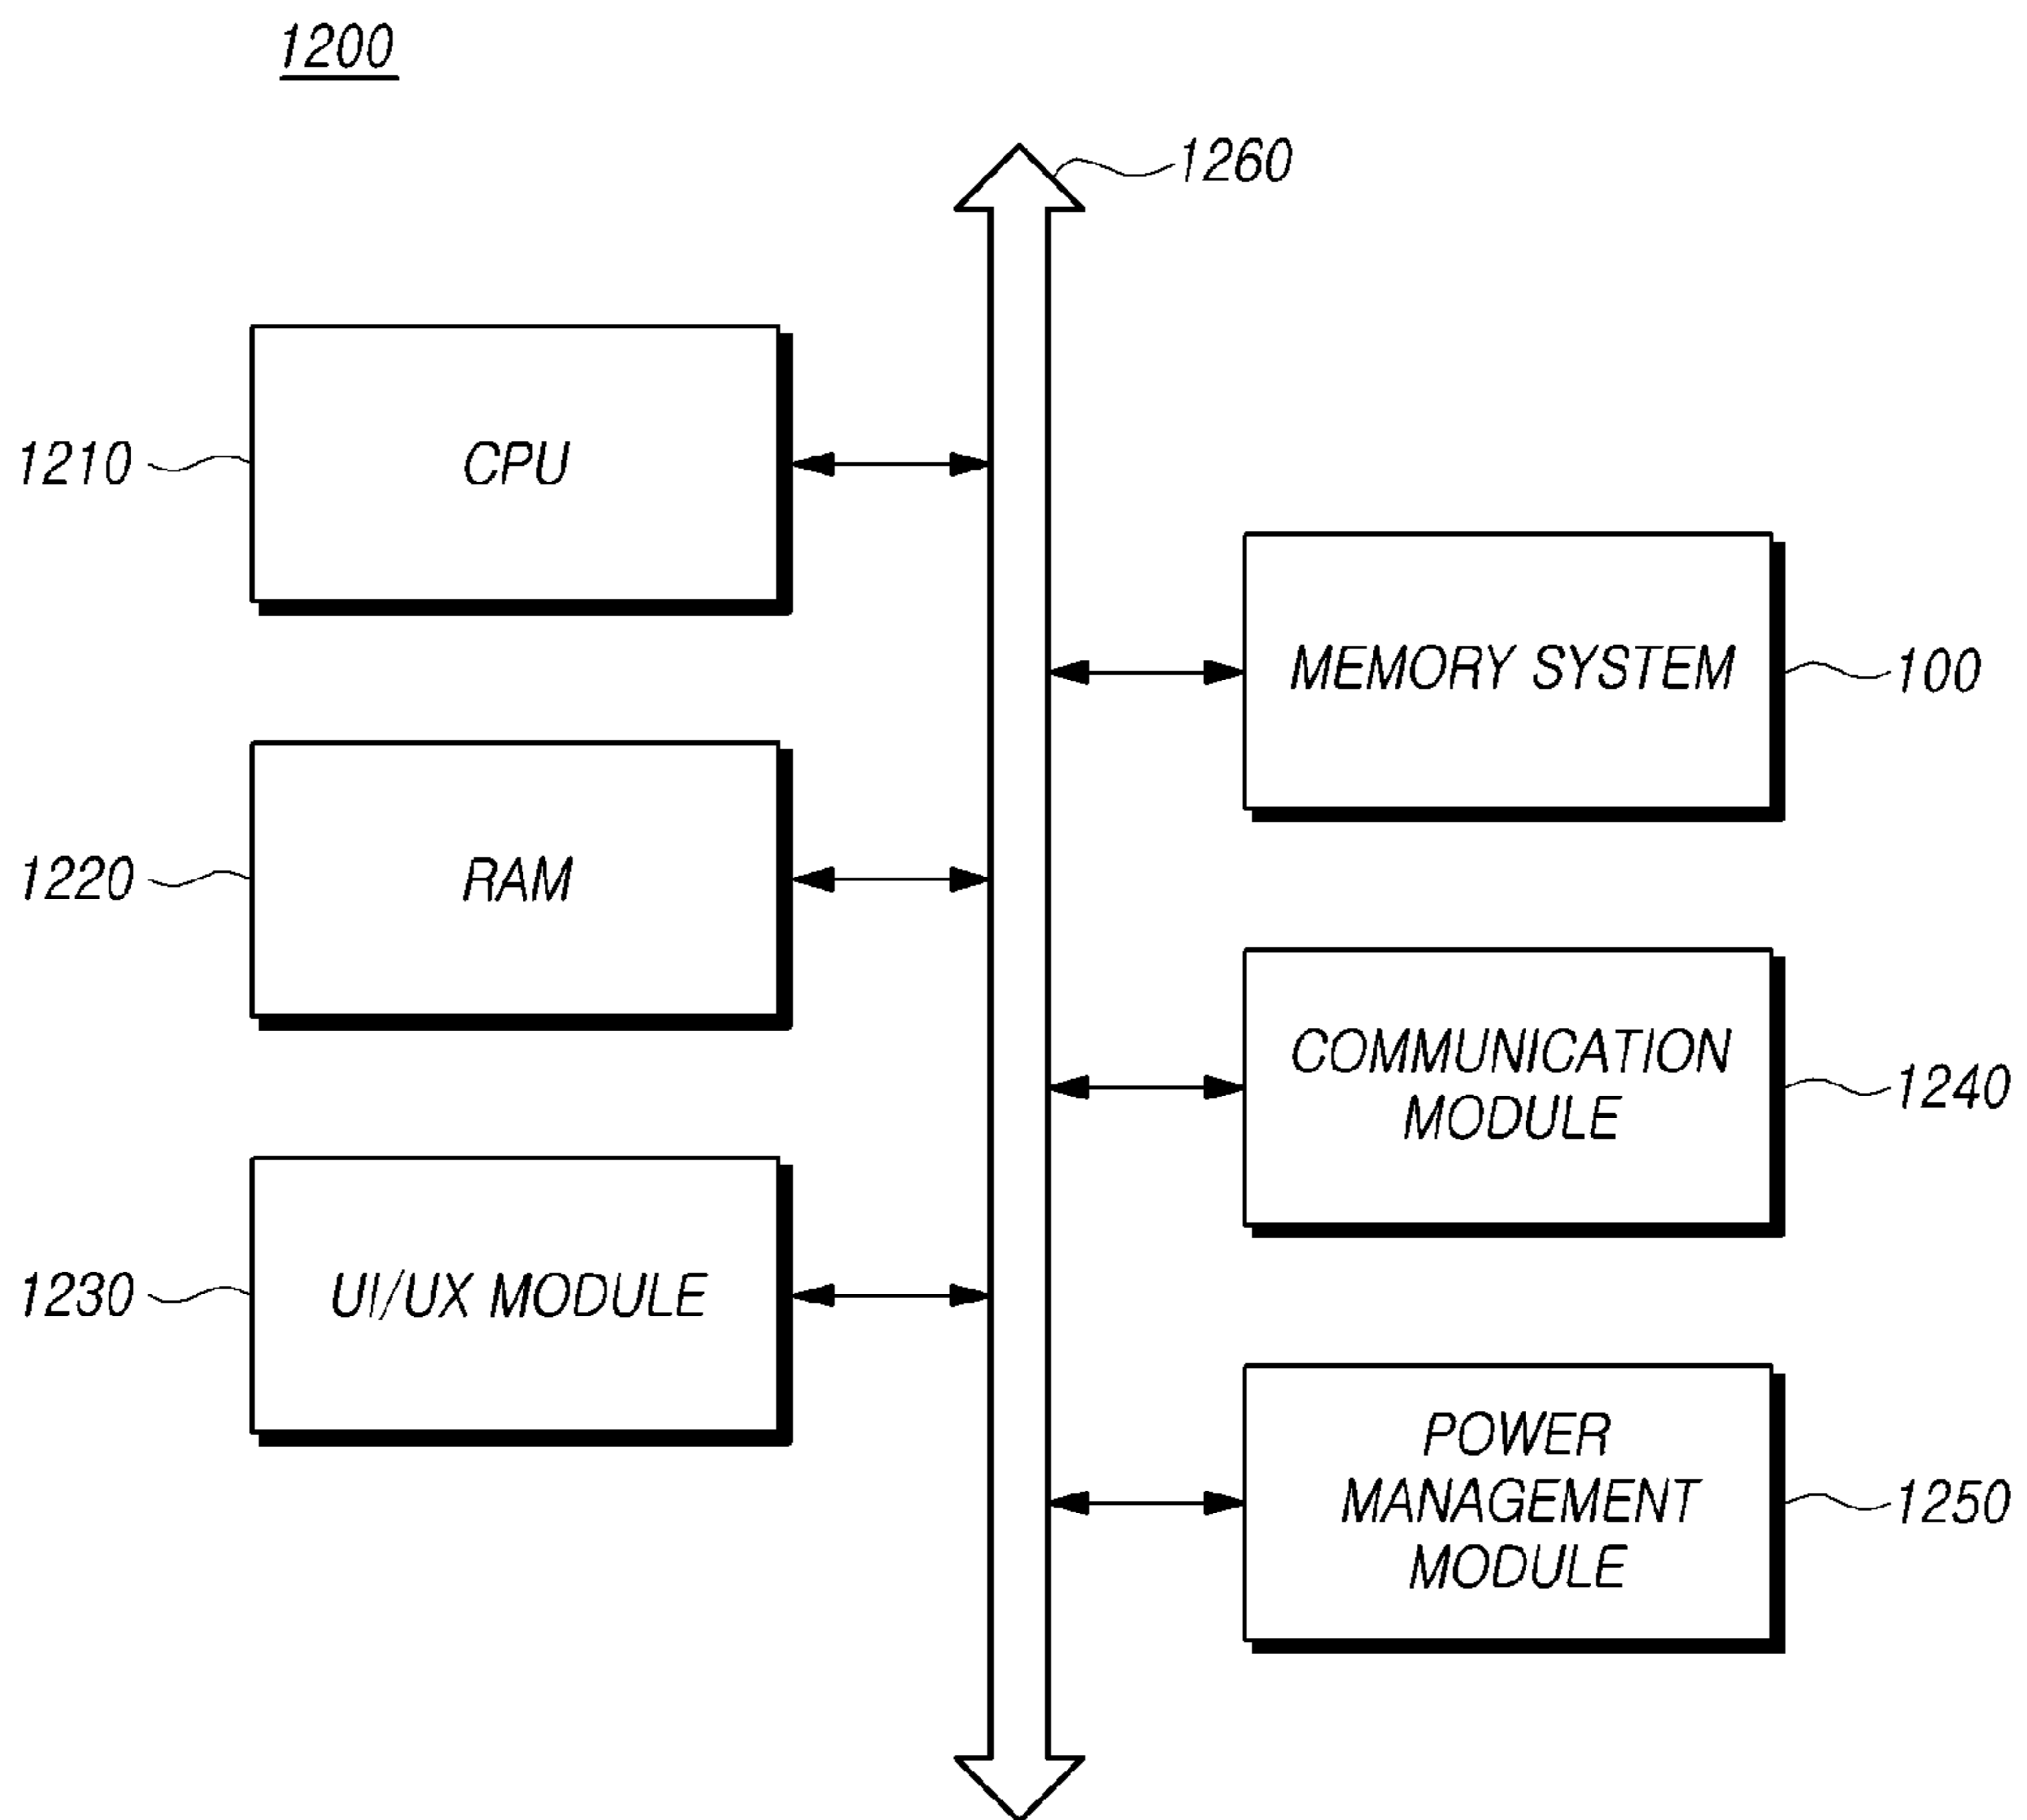 1200
1260
1210
CPU
MEMORY SYSTEM
100
1220
RAM
COMMUNICATION
MODULE
1240
1230
UI/UX MODULE
POWER
MANAGEMENT
MODULE
1250